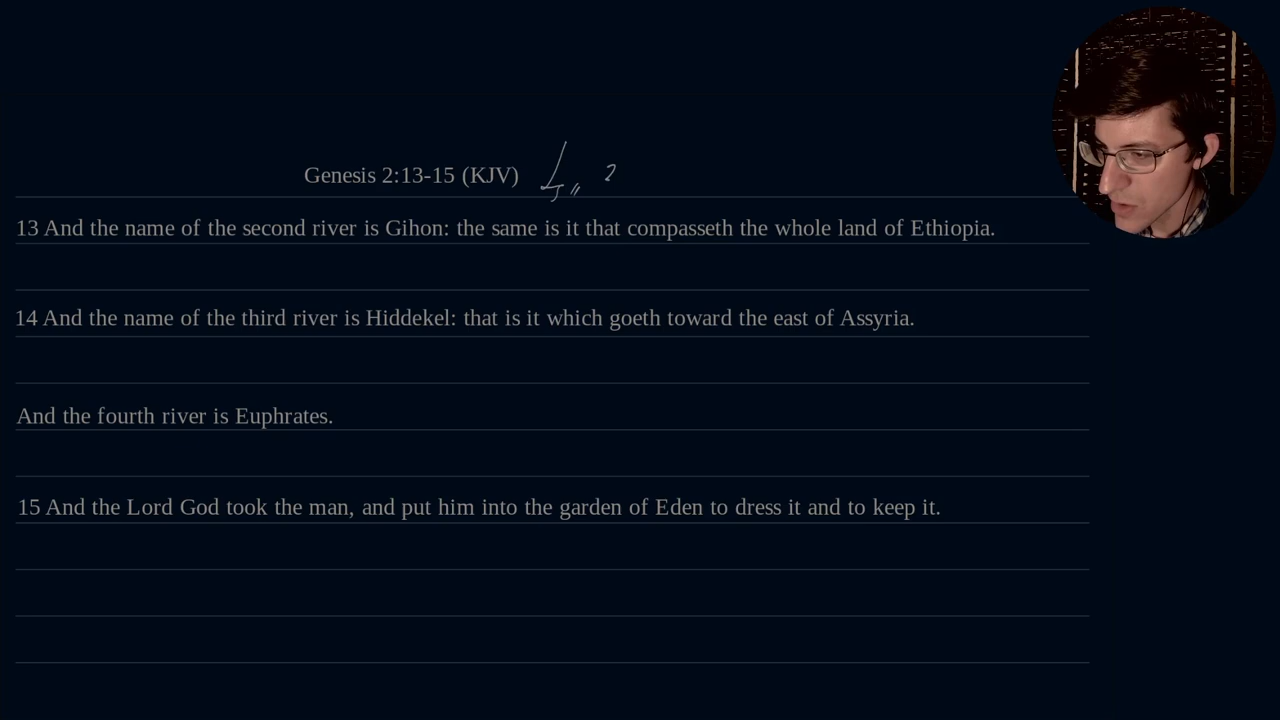 Genesis 2:13-15 (KJV) 2
13 And the name of the second river is Gihon: the same is it that compasseth the whole land of Ethiopia.
14 And the name of the third river is Hiddekel: that is it which goeth toward the east of Assyria.
And the fourth river is Euphrates.
15 And the Lord God took the man, and put him into the garden of Eden to dress it and to keep it.